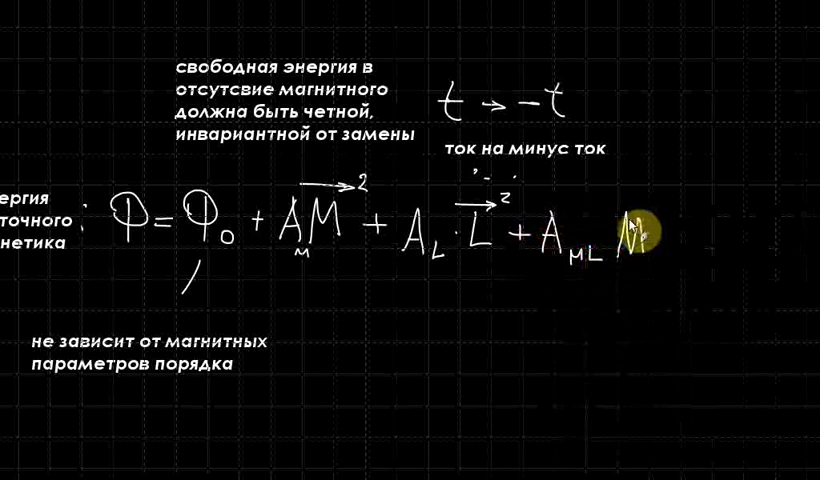 свободная энергия в
отсутсвие магнитного
должна быть четной,
инвариантной от замены
t → -t
ток на минус ток
ергия
точного
нетика
: Φ = Φ₀ + A_M M⃗² + A_L · L⃗² + A_ML M
не зависит от магнитных
параметров порядка